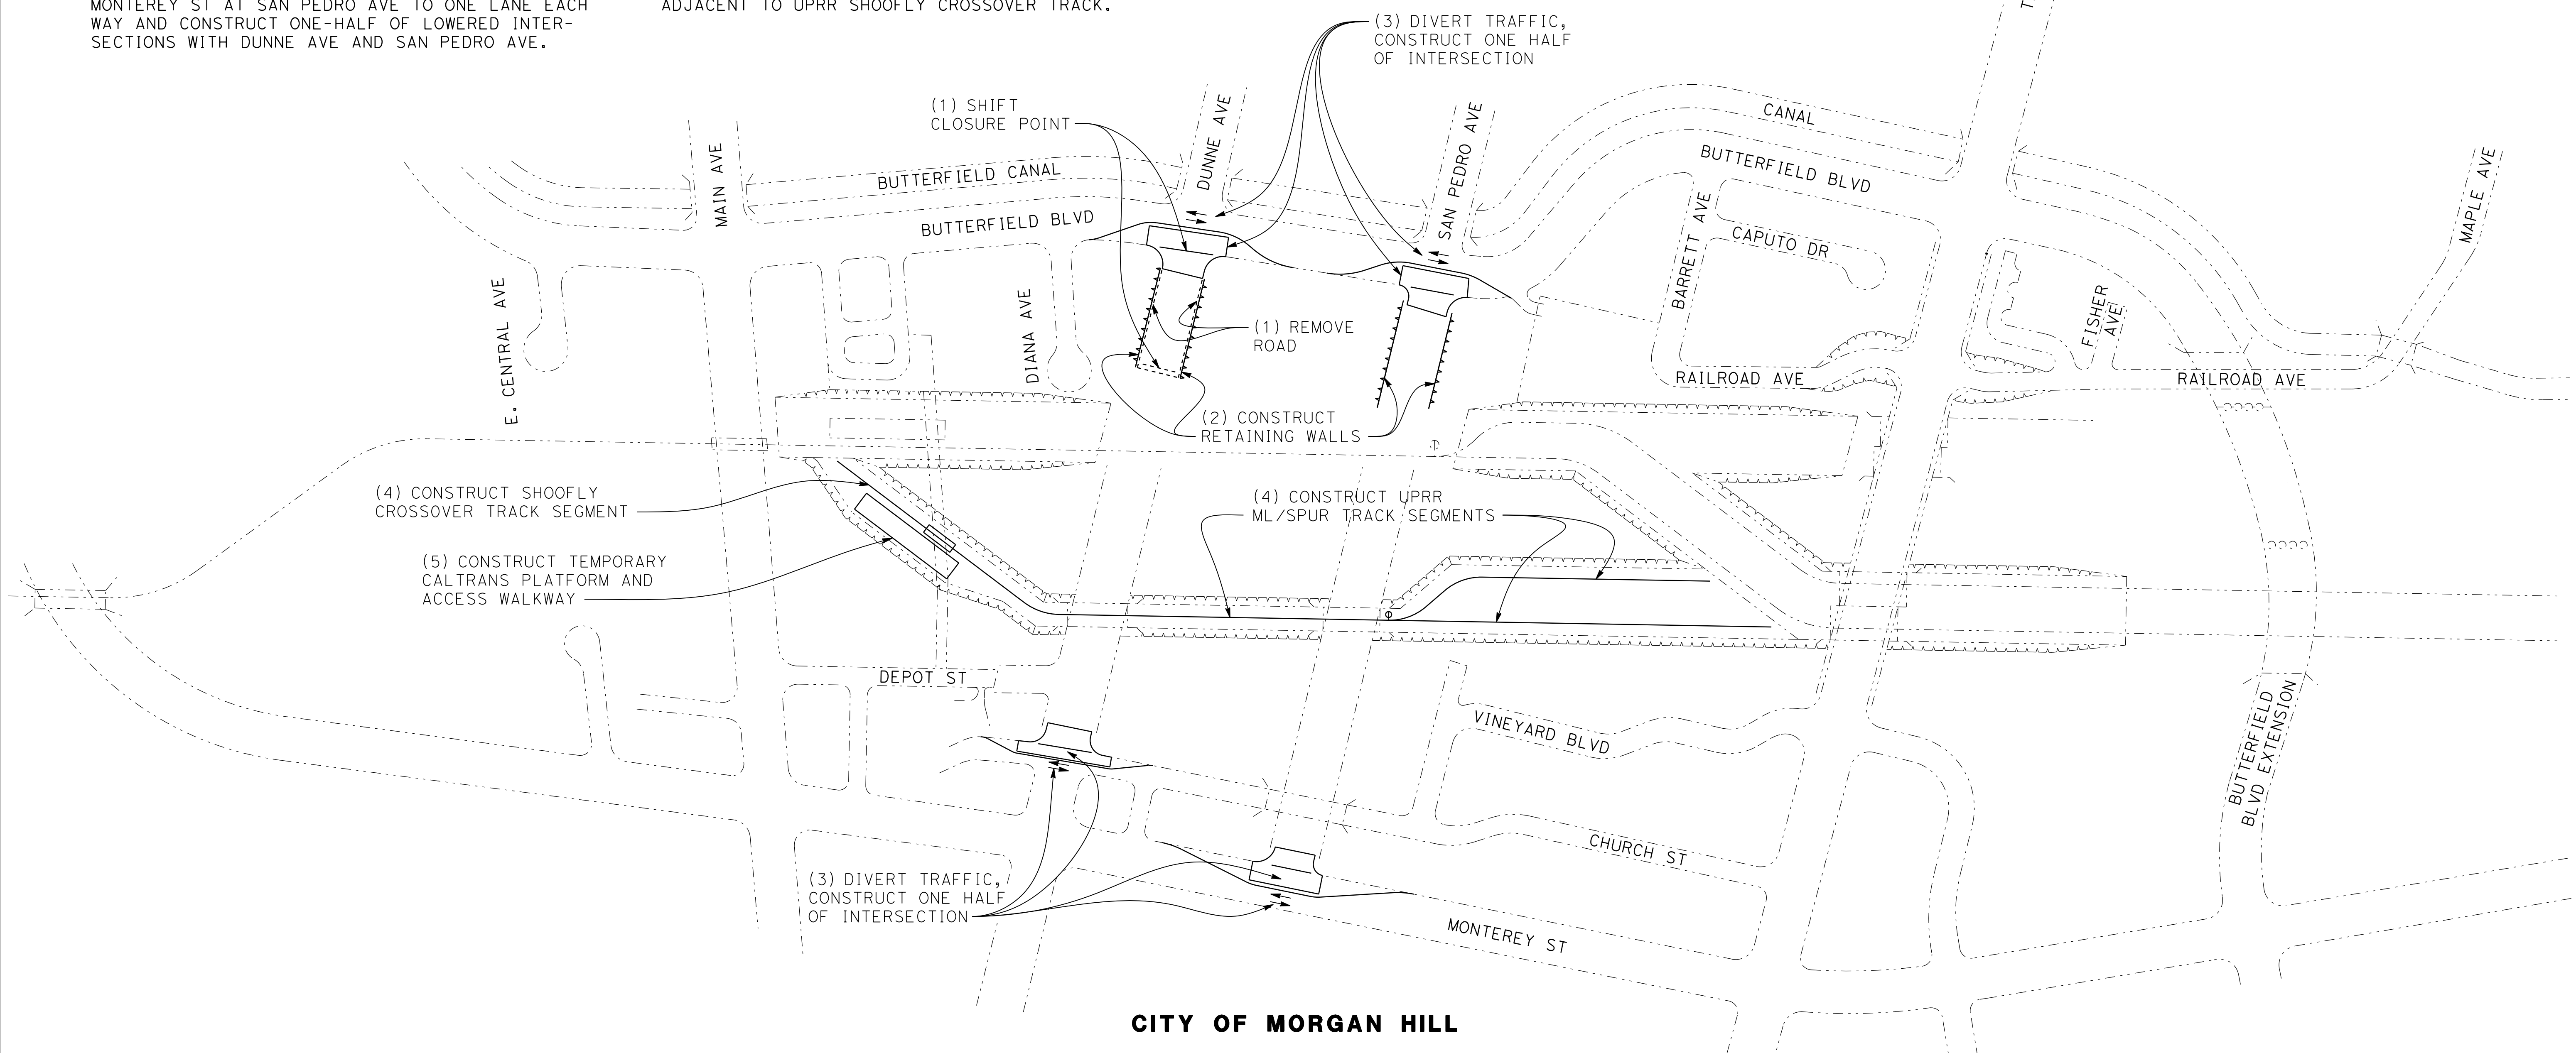 MONTEREY ST AT SAN PEDRO AVE TO ONE LANE EACH
WAY AND CONSTRUCT ONE-HALF OF LOWERED INTER-
SECTIONS WITH DUNNE AVE AND SAN PEDRO AVE.
ADJACENT TO UPRR SHOOFLY CROSSOVER TRACK.
(3) DIVERT TRAFFIC,
CONSTRUCT ONE HALF
OF INTERSECTION
(1) SHIFT
CLOSURE POINT
MAIN AVE
BUTTERFIELD CANAL
BUTTERFIELD BLVD
DUNNE AVE
SAN PEDRO AVE
CANAL
BUTTERFIELD BLVD
BARRETT AVE
CAPUTO DR
MAPLE AVE
FISHER
AVE
E. CENTRAL AVE
DIANA AVE
(1) REMOVE
ROAD
RAILROAD AVE
RAILROAD AVE
(2) CONSTRUCT
RETAINING WALLS
(4) CONSTRUCT SHOOFLY
CROSSOVER TRACK SEGMENT
(4) CONSTRUCT UPRR
ML/SPUR TRACK SEGMENTS
(5) CONSTRUCT TEMPORARY
CALTRANS PLATFORM AND
ACCESS WALKWAY
DEPOT ST
VINEYARD BLVD
BUTTERFIELD
BLVD EXTENSION
CHURCH ST
(3) DIVERT TRAFFIC,
CONSTRUCT ONE HALF
OF INTERSECTION
MONTEREY ST
CITY OF MORGAN HILL